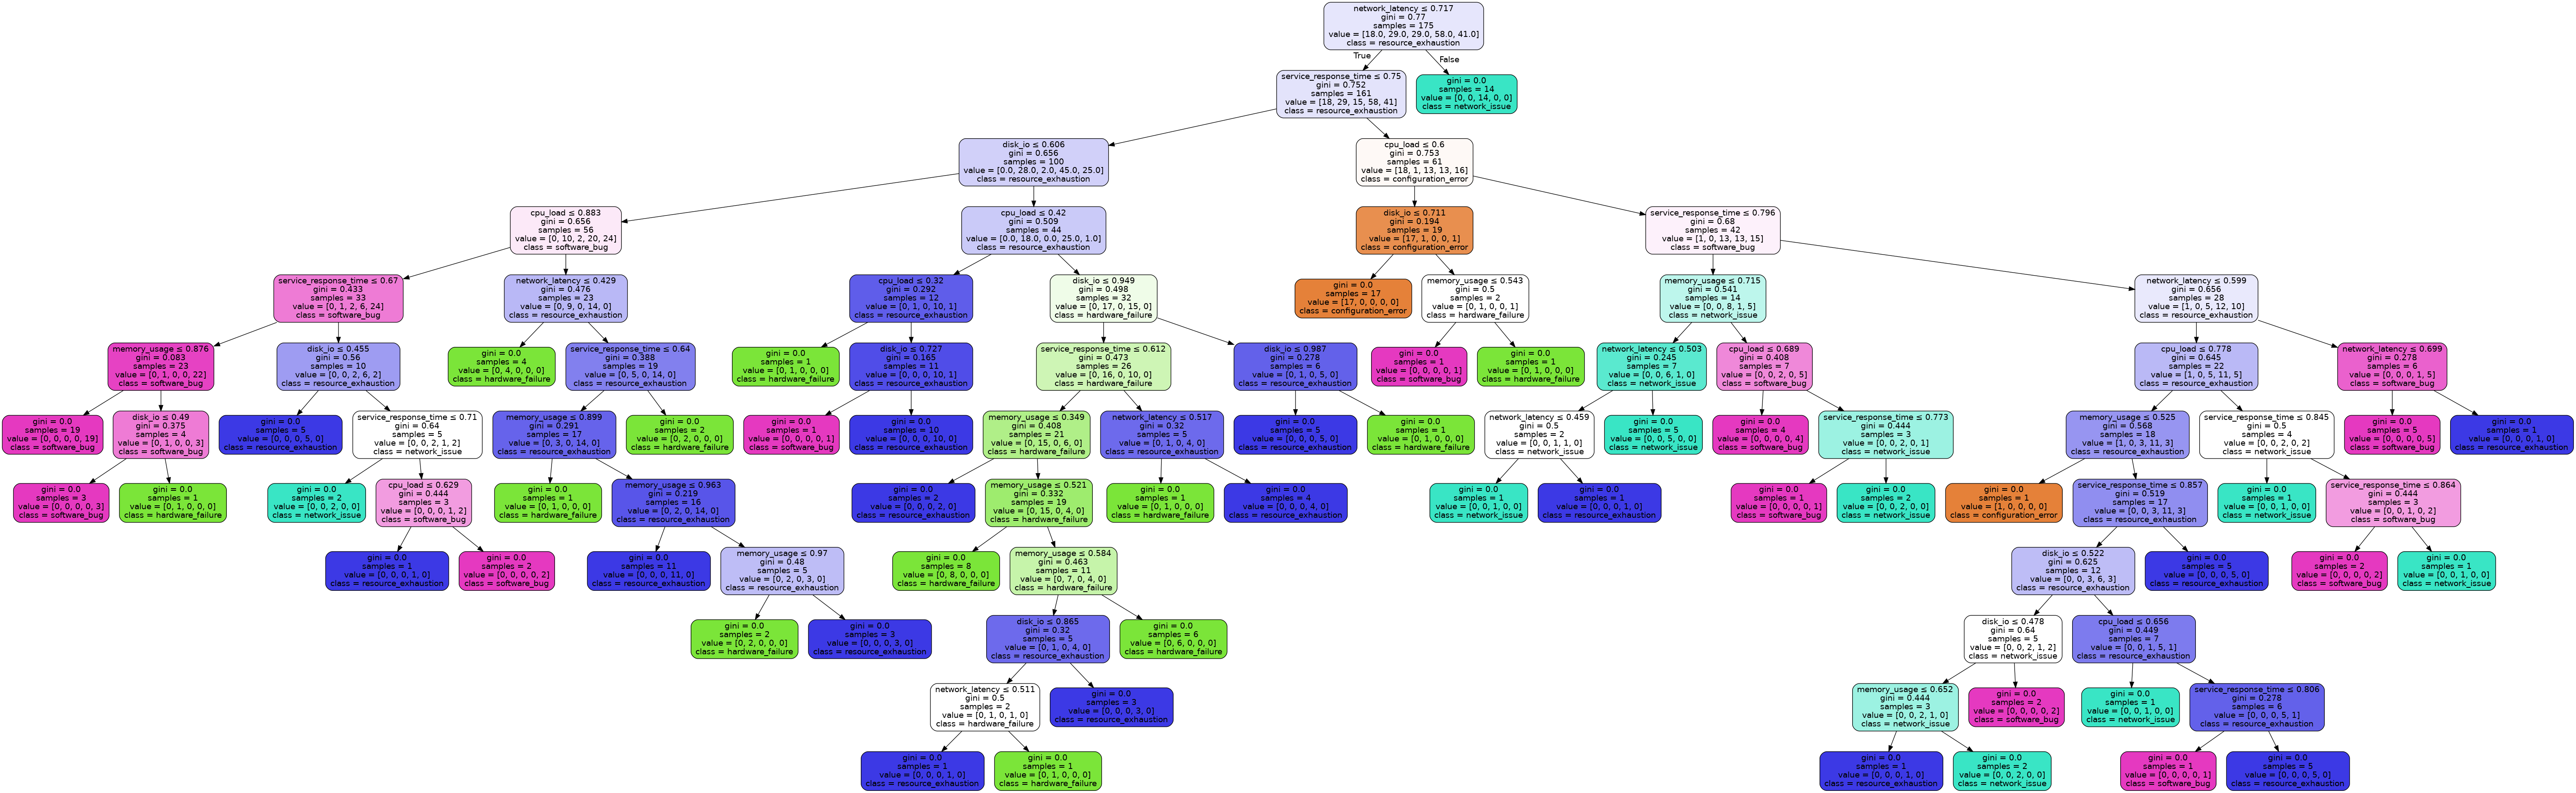 network_latency ≤ 0.717
gini = 0.77
samples = 175
value = [18.0, 29.0, 29.0, 58.0, 41.0]
class = resource_exhaustion
True
False
service_response_time ≤ 0.75
gini = 0.752
samples = 161
value = [18, 29, 15, 58, 41]
class = resource_exhaustion
gini = 0.0
samples = 14
value = [0, 0, 14, 0, 0]
class = network_issue
disk_io ≤ 0.606
gini = 0.656
samples = 100
value = [0.0, 28.0, 2.0, 45.0, 25.0]
class = resource_exhaustion
cpu_load ≤ 0.6
gini = 0.753
samples = 61
value = [18, 1, 13, 13, 16]
class = configuration_error
cpu_load ≤ 0.883
gini = 0.656
samples = 56
value = [0, 10, 2, 20, 24]
class = software_bug
cpu_load ≤ 0.42
gini = 0.509
samples = 44
value = [0.0, 18.0, 0.0, 25.0, 1.0]
class = resource_exhaustion
disk_io ≤ 0.711
gini = 0.194
samples = 19
value = [17, 1, 0, 0, 1]
class = configuration_error
service_response_time ≤ 0.796
gini = 0.68
samples = 42
value = [1, 0, 13, 13, 15]
class = software_bug
service_response_time ≤ 0.67
gini = 0.433
samples = 33
value = [0, 1, 2, 6, 24]
class = software_bug
network_latency ≤ 0.429
gini = 0.476
samples = 23
value = [0, 9, 0, 14, 0]
class = resource_exhaustion
cpu_load ≤ 0.32
gini = 0.292
samples = 12
value = [0, 1, 0, 10, 1]
class = resource_exhaustion
disk_io ≤ 0.949
gini = 0.498
samples = 32
value = [0, 17, 0, 15, 0]
class = hardware_failure
gini = 0.0
samples = 17
value = [17, 0, 0, 0, 0]
class = configuration_error
memory_usage ≤ 0.543
gini = 0.5
samples = 2
value = [0, 1, 0, 0, 1]
class = hardware_failure
memory_usage ≤ 0.715
gini = 0.541
samples = 14
value = [0, 0, 8, 1, 5]
class = network_issue
network_latency ≤ 0.599
gini = 0.656
samples = 28
value = [1, 0, 5, 12, 10]
class = resource_exhaustion
memory_usage ≤ 0.876
gini = 0.083
samples = 23
value = [0, 1, 0, 0, 22]
class = software_bug
disk_io ≤ 0.455
gini = 0.56
samples = 10
value = [0, 0, 2, 6, 2]
class = resource_exhaustion
gini = 0.0
samples = 4
value = [0, 4, 0, 0, 0]
class = hardware_failure
service_response_time ≤ 0.64
gini = 0.388
samples = 19
value = [0, 5, 0, 14, 0]
class = resource_exhaustion
gini = 0.0
samples = 1
value = [0, 1, 0, 0, 0]
class = hardware_failure
disk_io ≤ 0.727
gini = 0.165
samples = 11
value = [0, 0, 0, 10, 1]
class = resource_exhaustion
service_response_time ≤ 0.612
gini = 0.473
samples = 26
value = [0, 16, 0, 10, 0]
class = hardware_failure
disk_io ≤ 0.987
gini = 0.278
samples = 6
value = [0, 1, 0, 5, 0]
class = resource_exhaustion
gini = 0.0
samples = 1
value = [0, 0, 0, 0, 1]
class = software_bug
gini = 0.0
samples = 1
value = [0, 1, 0, 0, 0]
class = hardware_failure
network_latency ≤ 0.503
gini = 0.245
samples = 7
value = [0, 0, 6, 1, 0]
class = network_issue
cpu_load ≤ 0.689
gini = 0.408
samples = 7
value = [0, 0, 2, 0, 5]
class = software_bug
cpu_load ≤ 0.778
gini = 0.645
samples = 22
value = [1, 0, 5, 11, 5]
class = resource_exhaustion
network_latency ≤ 0.699
gini = 0.278
samples = 6
value = [0, 0, 0, 1, 5]
class = software_bug
gini = 0.0
samples = 19
value = [0, 0, 0, 0, 19]
class = software_bug
disk_io ≤ 0.49
gini = 0.375
samples = 4
value = [0, 1, 0, 0, 3]
class = software_bug
gini = 0.0
samples = 5
value = [0, 0, 0, 5, 0]
class = resource_exhaustion
service_response_time ≤ 0.71
gini = 0.64
samples = 5
value = [0, 0, 2, 1, 2]
class = network_issue
memory_usage ≤ 0.899
gini = 0.291
samples = 17
value = [0, 3, 0, 14, 0]
class = resource_exhaustion
gini = 0.0
samples = 2
value = [0, 2, 0, 0, 0]
class = hardware_failure
gini = 0.0
samples = 1
value = [0, 0, 0, 0, 1]
class = software_bug
gini = 0.0
samples = 10
value = [0, 0, 0, 10, 0]
class = resource_exhaustion
memory_usage ≤ 0.349
gini = 0.408
samples = 21
value = [0, 15, 0, 6, 0]
class = hardware_failure
network_latency ≤ 0.517
gini = 0.32
samples = 5
value = [0, 1, 0, 4, 0]
class = resource_exhaustion
gini = 0.0
samples = 5
value = [0, 0, 0, 5, 0]
class = resource_exhaustion
gini = 0.0
samples = 1
value = [0, 1, 0, 0, 0]
class = hardware_failure
network_latency ≤ 0.459
gini = 0.5
samples = 2
value = [0, 0, 1, 1, 0]
class = network_issue
gini = 0.0
samples = 5
value = [0, 0, 5, 0, 0]
class = network_issue
gini = 0.0
samples = 4
value = [0, 0, 0, 0, 4]
class = software_bug
service_response_time ≤ 0.773
gini = 0.444
samples = 3
value = [0, 0, 2, 0, 1]
class = network_issue
memory_usage ≤ 0.525
gini = 0.568
samples = 18
value = [1, 0, 3, 11, 3]
class = resource_exhaustion
service_response_time ≤ 0.845
gini = 0.5
samples = 4
value = [0, 0, 2, 0, 2]
class = network_issue
gini = 0.0
samples = 5
value = [0, 0, 0, 0, 5]
class = software_bug
gini = 0.0
samples = 1
value = [0, 0, 0, 1, 0]
class = resource_exhaustion
gini = 0.0
samples = 3
value = [0, 0, 0, 0, 3]
class = software_bug
gini = 0.0
samples = 1
value = [0, 1, 0, 0, 0]
class = hardware_failure
gini = 0.0
samples = 2
value = [0, 0, 2, 0, 0]
class = network_issue
cpu_load ≤ 0.629
gini = 0.444
samples = 3
value = [0, 0, 0, 1, 2]
class = software_bug
gini = 0.0
samples = 1
value = [0, 1, 0, 0, 0]
class = hardware_failure
memory_usage ≤ 0.963
gini = 0.219
samples = 16
value = [0, 2, 0, 14, 0]
class = resource_exhaustion
gini = 0.0
samples = 2
value = [0, 0, 0, 2, 0]
class = resource_exhaustion
memory_usage ≤ 0.521
gini = 0.332
samples = 19
value = [0, 15, 0, 4, 0]
class = hardware_failure
gini = 0.0
samples = 1
value = [0, 1, 0, 0, 0]
class = hardware_failure
gini = 0.0
samples = 4
value = [0, 0, 0, 4, 0]
class = resource_exhaustion
gini = 0.0
samples = 1
value = [0, 0, 1, 0, 0]
class = network_issue
gini = 0.0
samples = 1
value = [0, 0, 0, 1, 0]
class = resource_exhaustion
gini = 0.0
samples = 1
value = [0, 0, 0, 0, 1]
class = software_bug
gini = 0.0
samples = 2
value = [0, 0, 2, 0, 0]
class = network_issue
gini = 0.0
samples = 1
value = [1, 0, 0, 0, 0]
class = configuration_error
service_response_time ≤ 0.857
gini = 0.519
samples = 17
value = [0, 0, 3, 11, 3]
class = resource_exhaustion
gini = 0.0
samples = 1
value = [0, 0, 1, 0, 0]
class = network_issue
service_response_time ≤ 0.864
gini = 0.444
samples = 3
value = [0, 0, 1, 0, 2]
class = software_bug
gini = 0.0
samples = 1
value = [0, 0, 0, 1, 0]
class = resource_exhaustion
gini = 0.0
samples = 2
value = [0, 0, 0, 0, 2]
class = software_bug
gini = 0.0
samples = 11
value = [0, 0, 0, 11, 0]
class = resource_exhaustion
memory_usage ≤ 0.97
gini = 0.48
samples = 5
value = [0, 2, 0, 3, 0]
class = resource_exhaustion
gini = 0.0
samples = 8
value = [0, 8, 0, 0, 0]
class = hardware_failure
memory_usage ≤ 0.584
gini = 0.463
samples = 11
value = [0, 7, 0, 4, 0]
class = hardware_failure
disk_io ≤ 0.522
gini = 0.625
samples = 12
value = [0, 0, 3, 6, 3]
class = resource_exhaustion
gini = 0.0
samples = 5
value = [0, 0, 0, 5, 0]
class = resource_exhaustion
gini = 0.0
samples = 2
value = [0, 0, 0, 0, 2]
class = software_bug
gini = 0.0
samples = 1
value = [0, 0, 1, 0, 0]
class = network_issue
gini = 0.0
samples = 2
value = [0, 2, 0, 0, 0]
class = hardware_failure
gini = 0.0
samples = 3
value = [0, 0, 0, 3, 0]
class = resource_exhaustion
disk_io ≤ 0.865
gini = 0.32
samples = 5
value = [0, 1, 0, 4, 0]
class = resource_exhaustion
gini = 0.0
samples = 6
value = [0, 6, 0, 0, 0]
class = hardware_failure
disk_io ≤ 0.478
gini = 0.64
samples = 5
value = [0, 0, 2, 1, 2]
class = network_issue
cpu_load ≤ 0.656
gini = 0.449
samples = 7
value = [0, 0, 1, 5, 1]
class = resource_exhaustion
network_latency ≤ 0.511
gini = 0.5
samples = 2
value = [0, 1, 0, 1, 0]
class = hardware_failure
gini = 0.0
samples = 3
value = [0, 0, 0, 3, 0]
class = resource_exhaustion
memory_usage ≤ 0.652
gini = 0.444
samples = 3
value = [0, 0, 2, 1, 0]
class = network_issue
gini = 0.0
samples = 2
value = [0, 0, 0, 0, 2]
class = software_bug
gini = 0.0
samples = 1
value = [0, 0, 1, 0, 0]
class = network_issue
service_response_time ≤ 0.806
gini = 0.278
samples = 6
value = [0, 0, 0, 5, 1]
class = resource_exhaustion
gini = 0.0
samples = 1
value = [0, 0, 0, 1, 0]
class = resource_exhaustion
gini = 0.0
samples = 1
value = [0, 1, 0, 0, 0]
class = hardware_failure
gini = 0.0
samples = 1
value = [0, 0, 0, 1, 0]
class = resource_exhaustion
gini = 0.0
samples = 2
value = [0, 0, 2, 0, 0]
class = network_issue
gini = 0.0
samples = 1
value = [0, 0, 0, 0, 1]
class = software_bug
gini = 0.0
samples = 5
value = [0, 0, 0, 5, 0]
class = resource_exhaustion